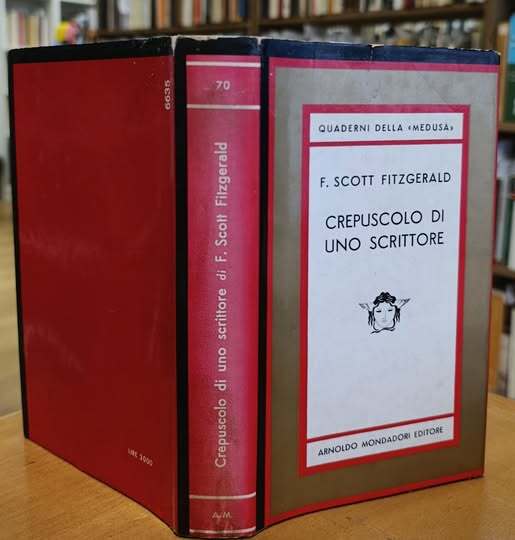 6635
LIRE 3000
70
Crepuscolo di uno scrittore di F. Scott Fitzgerald
A.M.
QUADERNI DELLA «MEDUSA»
F. SCOTT FITZGERALD
CREPUSCOLO DI
UNO SCRITTORE
ARNOLDO MONDADORI EDITORE